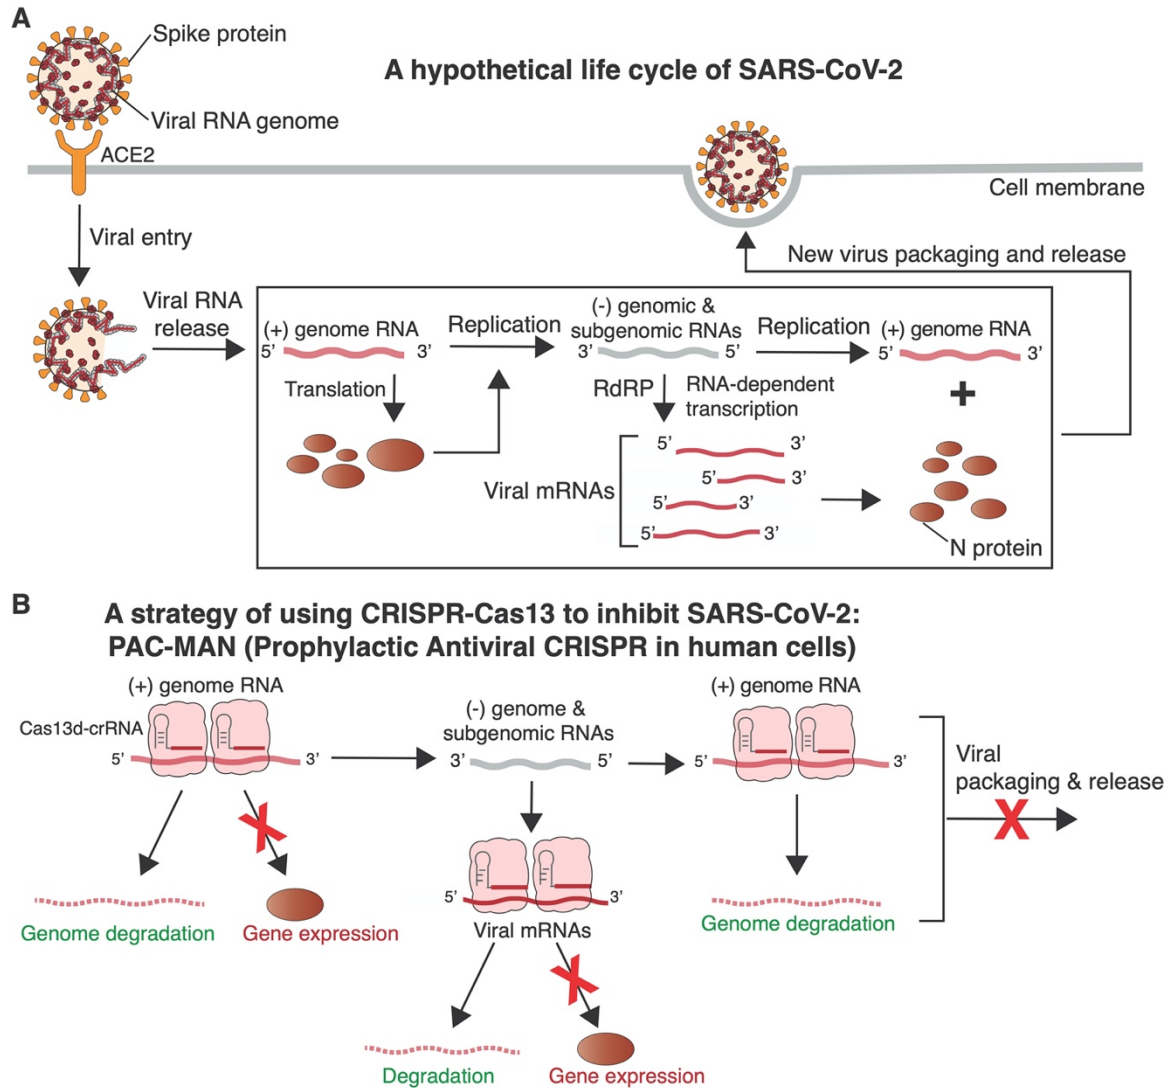 A
Spike protein
A hypothetical life cycle of SARS-CoV-2
Viral RNA genome
ACE2
Cell membrane
Viral entry
New virus packaging and release
Viral RNA
release
(+) genome RNA
5’ 3’
Replication
(-) genomic &
subgenomic RNAs
3’ 5’
Replication
(+) genome RNA
5’ 3’
Translation
RdRP
RNA-dependent
transcription
+
Viral mRNAs
5’ 3’
5’ 3’
5’ 3’
5’ 3’
N protein
B
A strategy of using CRISPR-Cas13 to inhibit SARS-CoV-2:
PAC-MAN (Prophylactic Antiviral CRISPR in human cells)
(+) genome RNA
Cas13d-crRNA
5’ 3’
(-) genome &
subgenomic RNAs
3’ 5’
(+) genome RNA
5’ 3’
Viral
packaging & release
X
X
Genome degradation
Gene expression
5’ 3’
Viral mRNAs
Genome degradation
X
Degradation
Gene expression